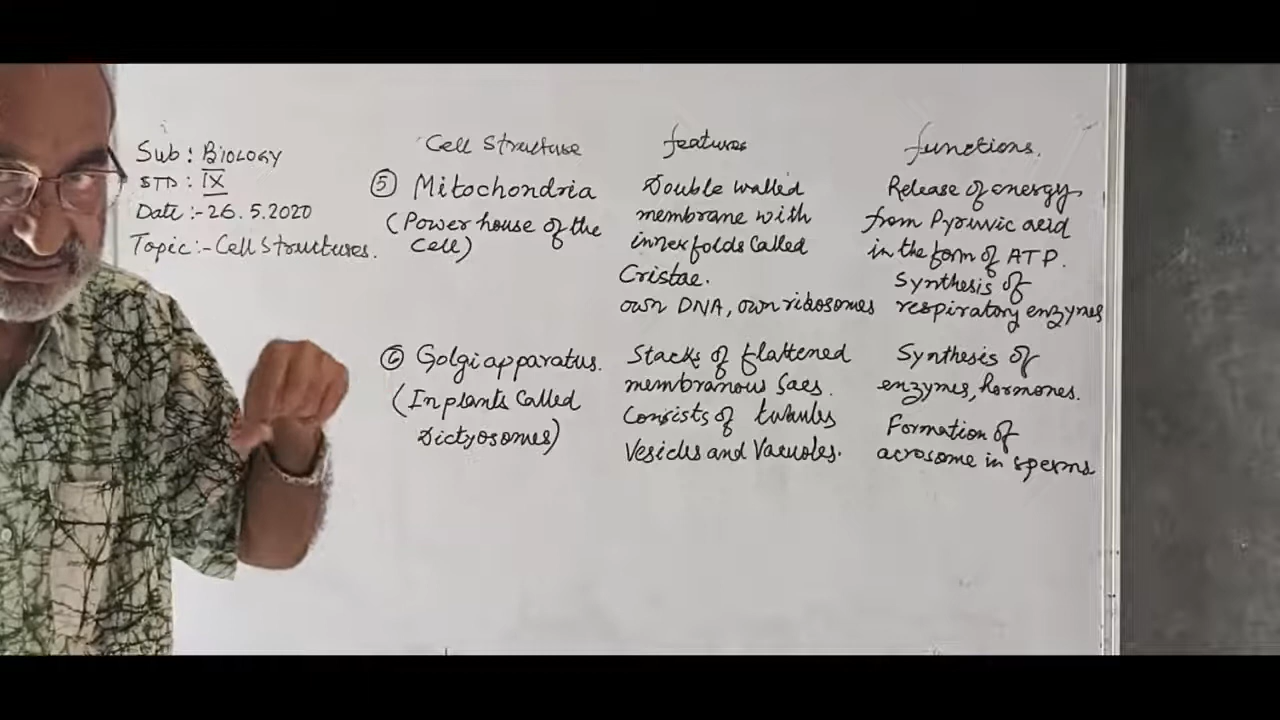 Sub : BIOLOGY
STD : IX
Date :- 26.5.2020
Topic :- Cell Structures.
Cell Structure
features
functions.
⑤ Mitochondria
(Power house of the
Cell)
Double walled
membrane with
inner folds called
Cristae.
own DNA, own ribosomes
Release of energy
from Pyruvic acid
in the form of ATP.
Synthesis of
respiratory enzymes
⑥ Golgi apparatus.
(In plants Called
Dictyosomes)
Stacks of flattened
membranous Sacs.
Consists of tubules
Vesicles and Vacuoles.
Synthesis of
enzymes, hormones.
Formation of
acrosome in sperms